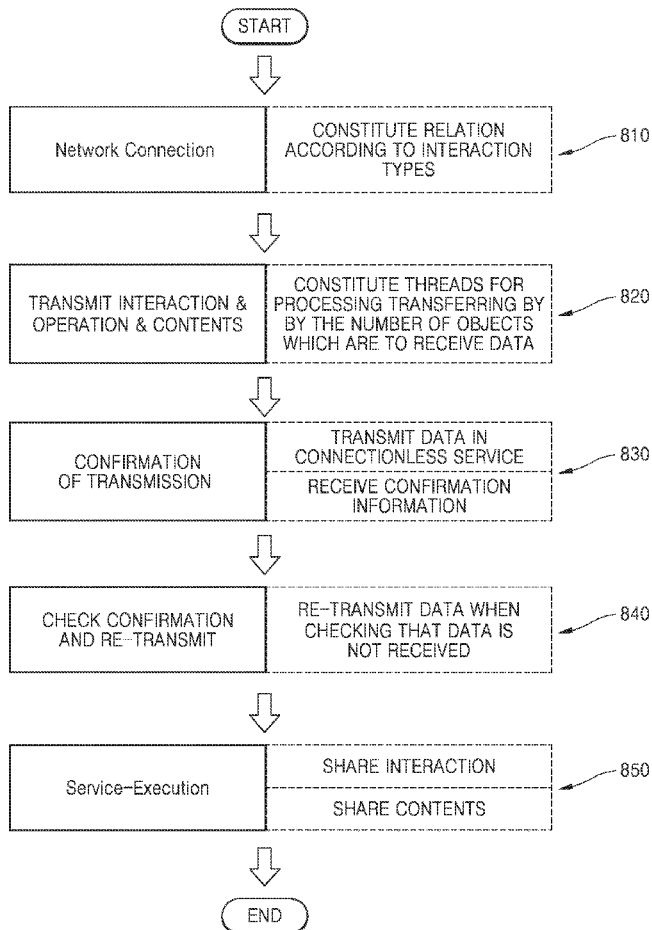 START
Network Connection
CONSTITUTE RELATION
ACCORDING TO INTERACTION
TYPES
810
TRANSMIT INTERACTION &
OPERATION & CONTENTS
CONSTITUTE THREADS FOR
PROCESSING TRANSFERRING BY
BY THE NUMBER OF OBJECTS
WHICH ARE TO RECEIVE DATA
820
CONFIRMATION
OF TRANSMISSION
TRANSMIT DATA IN
CONNECTIONLESS SERVICE
RECEIVE CONFIRMATION
INFORMATION
830
CHECK CONFIRMATION
AND RE-TRANSMIT
RE-TRANSMIT DATA WHEN
CHECKING THAT DATA IS
NOT RECEIVED
840
Service-Execution
SHARE INTERACTION
SHARE CONTENTS
850
END